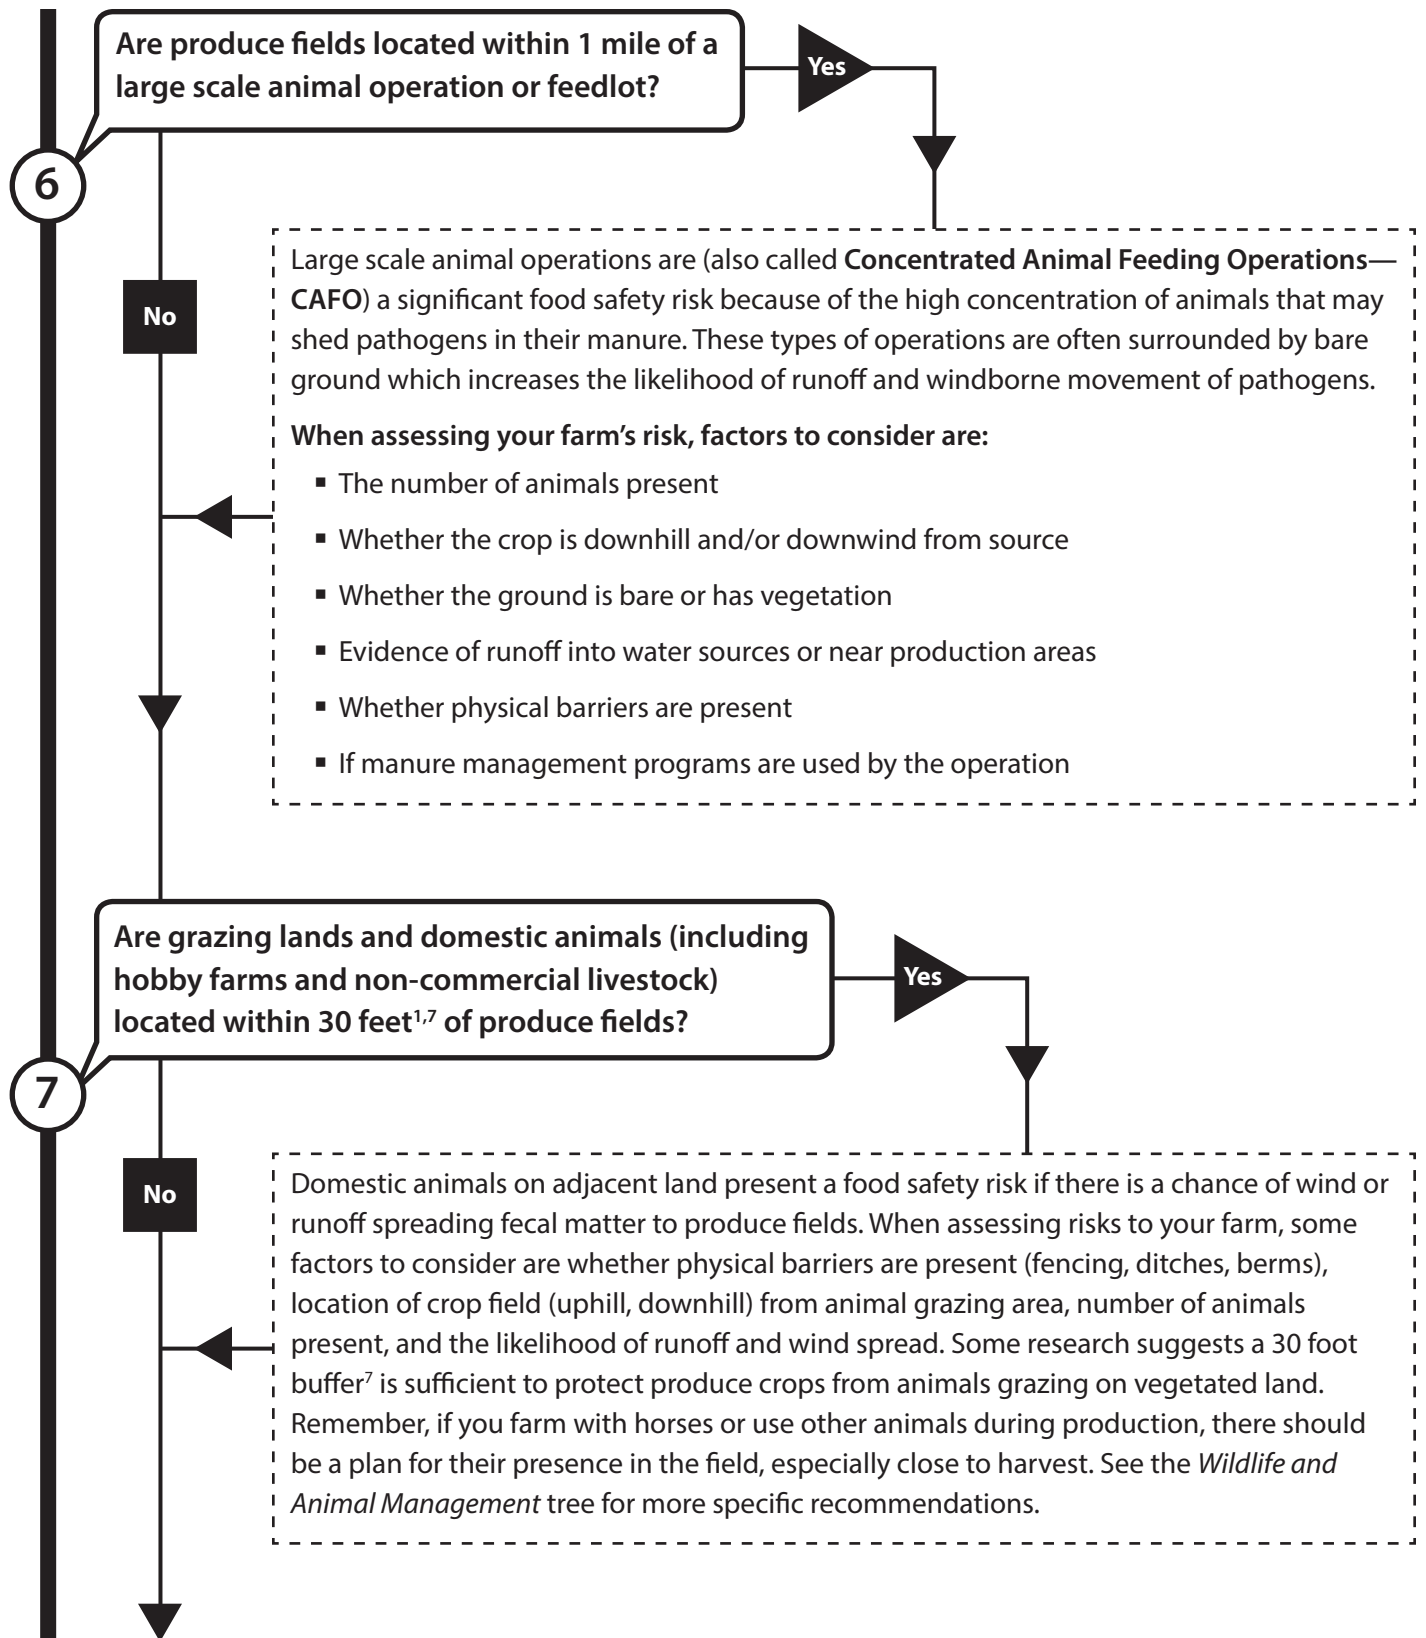 Are produce fields located within 1 mile of a
large scale animal operation or feedlot?
Yes
6
Large scale animal operations are (also called Concentrated Animal Feeding Operations—
CAFO) a significant food safety risk because of the high concentration of animals that may
shed pathogens in their manure. These types of operations are often surrounded by bare
ground which increases the likelihood of runoff and windborne movement of pathogens.
No
When assessing your farm's risk, factors to consider are:
▪ The number of animals present
▪ Whether the crop is downhill and/or downwind from source
▪ Whether the ground is bare or has vegetation
▪ Evidence of runoff into water sources or near production areas
▪ Whether physical barriers are present
▪ If manure management programs are used by the operation
Are grazing lands and domestic animals (including
hobby farms and non-commercial livestock)
located within 30 feet1,7 of produce fields?
Yes
7
No
Domestic animals on adjacent land present a food safety risk if there is a chance of wind or
runoff spreading fecal matter to produce fields. When assessing risks to your farm, some
factors to consider are whether physical barriers are present (fencing, ditches, berms),
location of crop field (uphill, downhill) from animal grazing area, number of animals
present, and the likelihood of runoff and wind spread. Some research suggests a 30 foot
buffer7 is sufficient to protect produce crops from animals grazing on vegetated land.
Remember, if you farm with horses or use other animals during production, there should
be a plan for their presence in the field, especially close to harvest. See the Wildlife and
Animal Management tree for more specific recommendations.